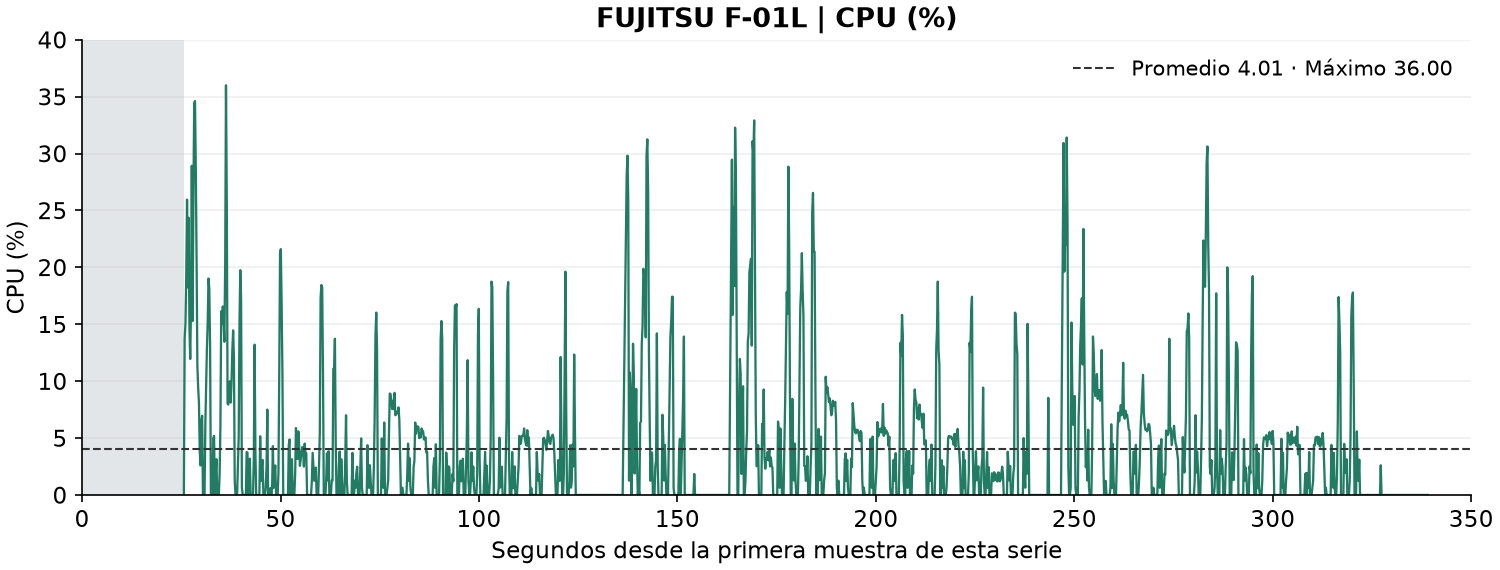 FUJITSU F-01L | CPU (%)
40
35
30
25
20
15
10
5
0
CPU (%)
Promedio 4.01 · Máximo 36.00
0 50 100 150 200 250 300 350
Segundos desde la primera muestra de esta serie